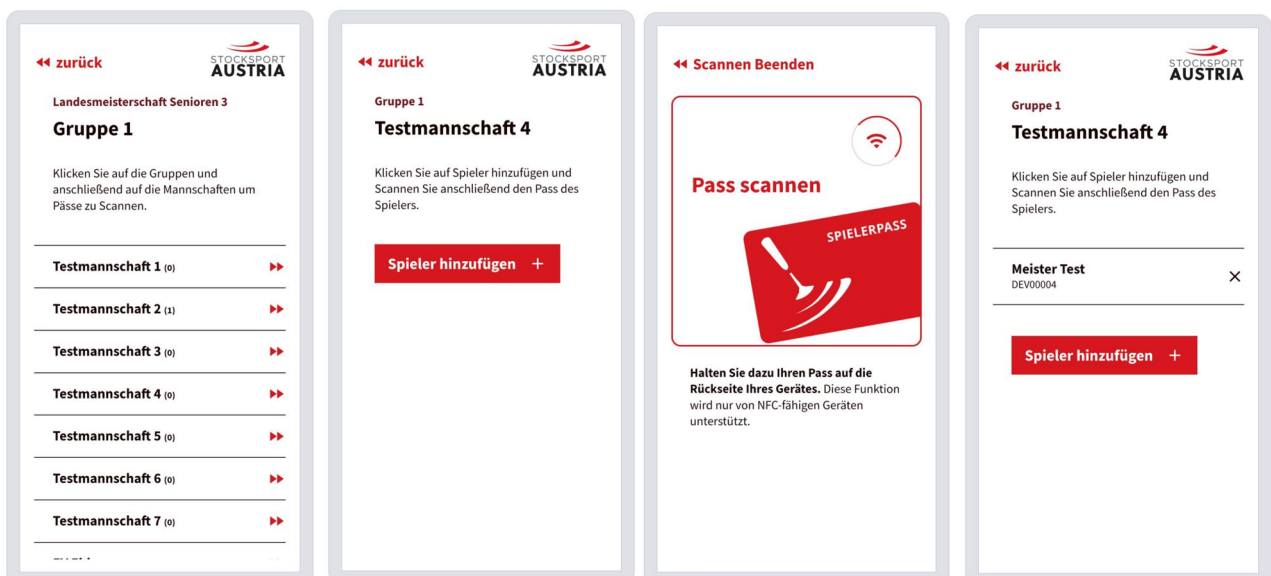 zurück
STOCKSPORT
AUSTRIA
Landesmeisterschaft Senioren 3
Gruppe 1
Klicken Sie auf die Gruppen und
anschließend auf die Mannschaften um
Pässe zu Scannen.
Testmannschaft 1 (0)
Testmannschaft 2 (1)
Testmannschaft 3 (0)
Testmannschaft 4 (0)
Testmannschaft 5 (0)
Testmannschaft 6 (0)
Testmannschaft 7 (0)
zurück
STOCKSPORT
AUSTRIA
Gruppe 1
Testmannschaft 4
Klicken Sie auf Spieler hinzufügen und
Scannen Sie anschließend den Pass des
Spielers.
Spieler hinzufügen +
Scannen Beenden
Pass scannen
SPIELERPASS
Halten Sie dazu Ihren Pass auf die
Rückseite Ihres Gerätes. Diese Funktion
wird nur von NFC-fähigen Geräten
unterstützt.
zurück
STOCKSPORT
AUSTRIA
Gruppe 1
Testmannschaft 4
Klicken Sie auf Spieler hinzufügen und
Scannen Sie anschließend den Pass des
Spielers.
Meister Test
DEV00004
Spieler hinzufügen +